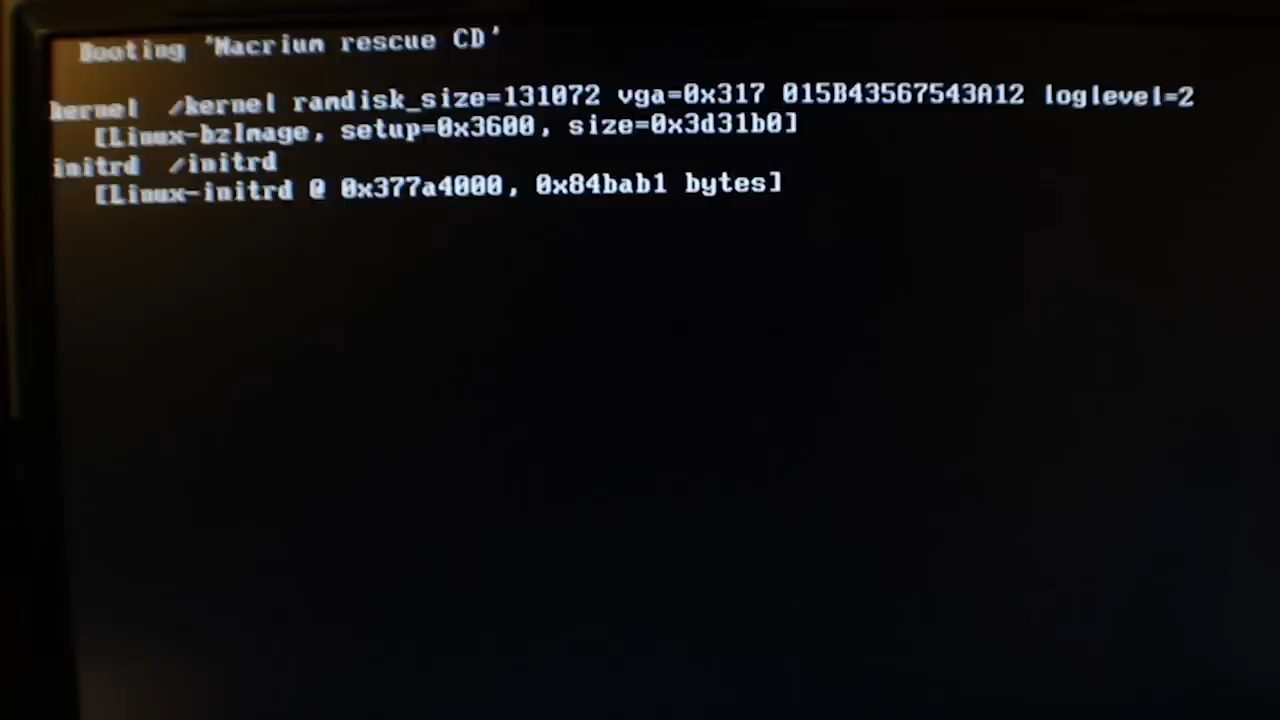 Booting 'Macrium rescue CD'
kernel /kernel ramdisk_size=131072 vga=0x317 015B43567543A12 loglevel=2
[Linux-bzImage, setup=0x3600, size=0x3d31b0]
initrd /initrd
[Linux-initrd @ 0x377a4000, 0x84bab1 bytes]